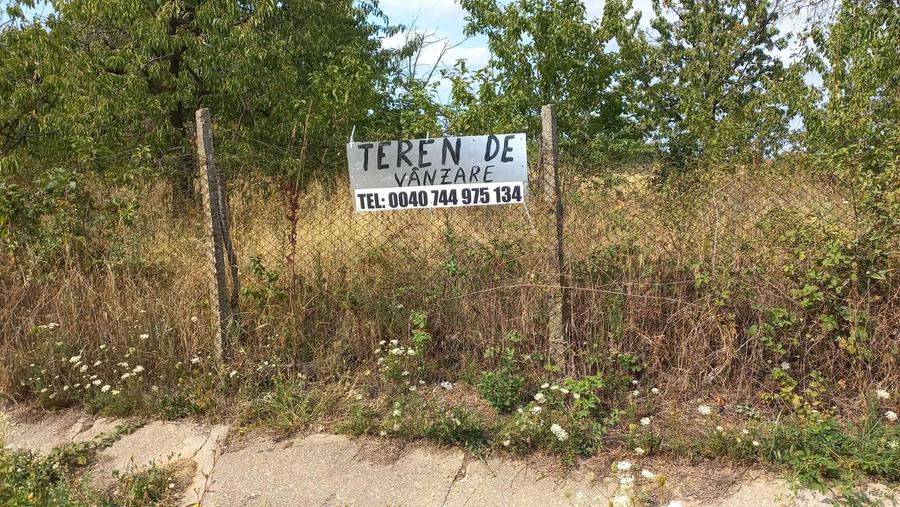 TEREN DE
VÂNZARE
TEL: 0040 744 975 134